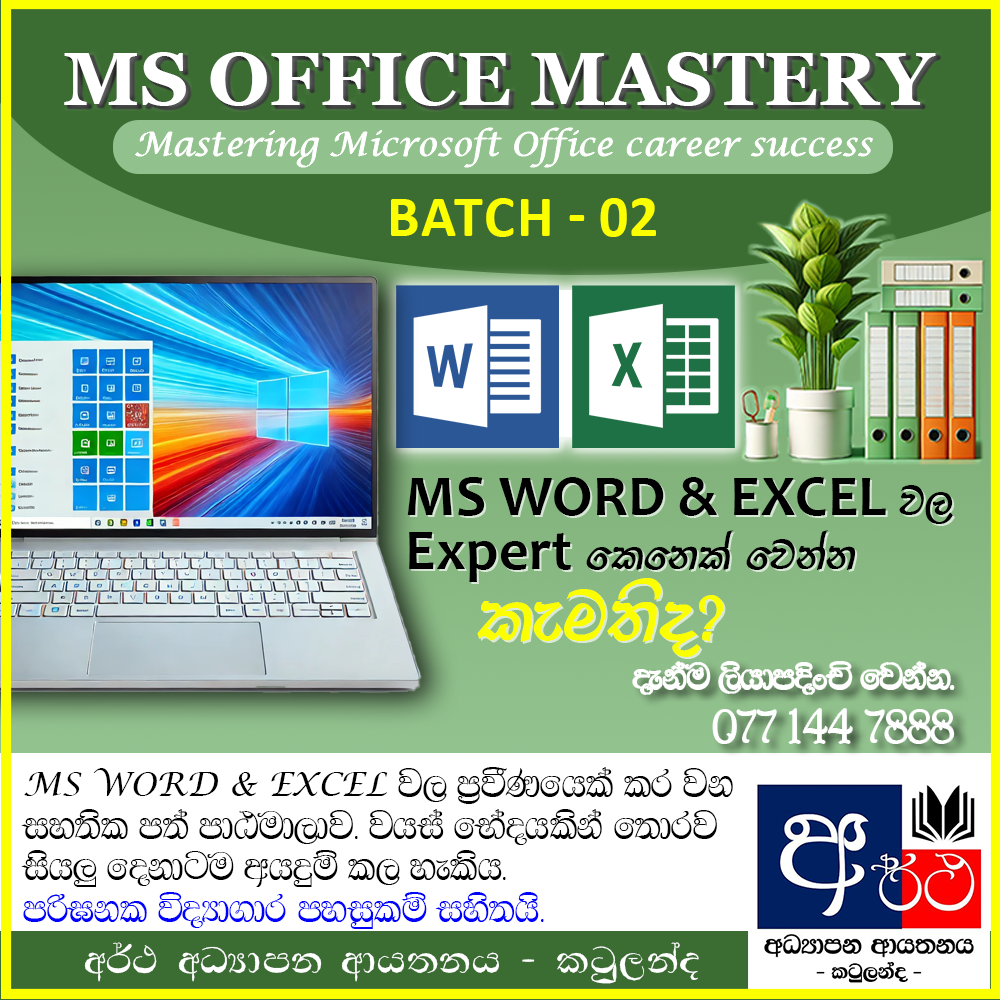 MS OFFICE MASTERY
Mastering Microsoft Office career success
BATCH - 02
W
X
MS WORD & EXCEL වල
Expert කෙනෙක් වෙන්න
කැමතිද?
දැන්ම ලියාපදිංචි වෙන්න.
077 144 7888
MS WORD & EXCEL වල ප්‍රවීණයෙක් කර වන
සහතික පත් පාඨමාලාව. වයස් භේදයකින් තොරව
සියලු දෙනාටම අයදුම් කල හැකිය.
පරිඝනක විද්‍යාගාර පහසුකම් සහිතයි.
අර්ථ
අධ්‍යාපන ආයතනය
- කටුලන්ද -
අර්ථ අධ්‍යාපන ආයතනය - කටුලන්ද